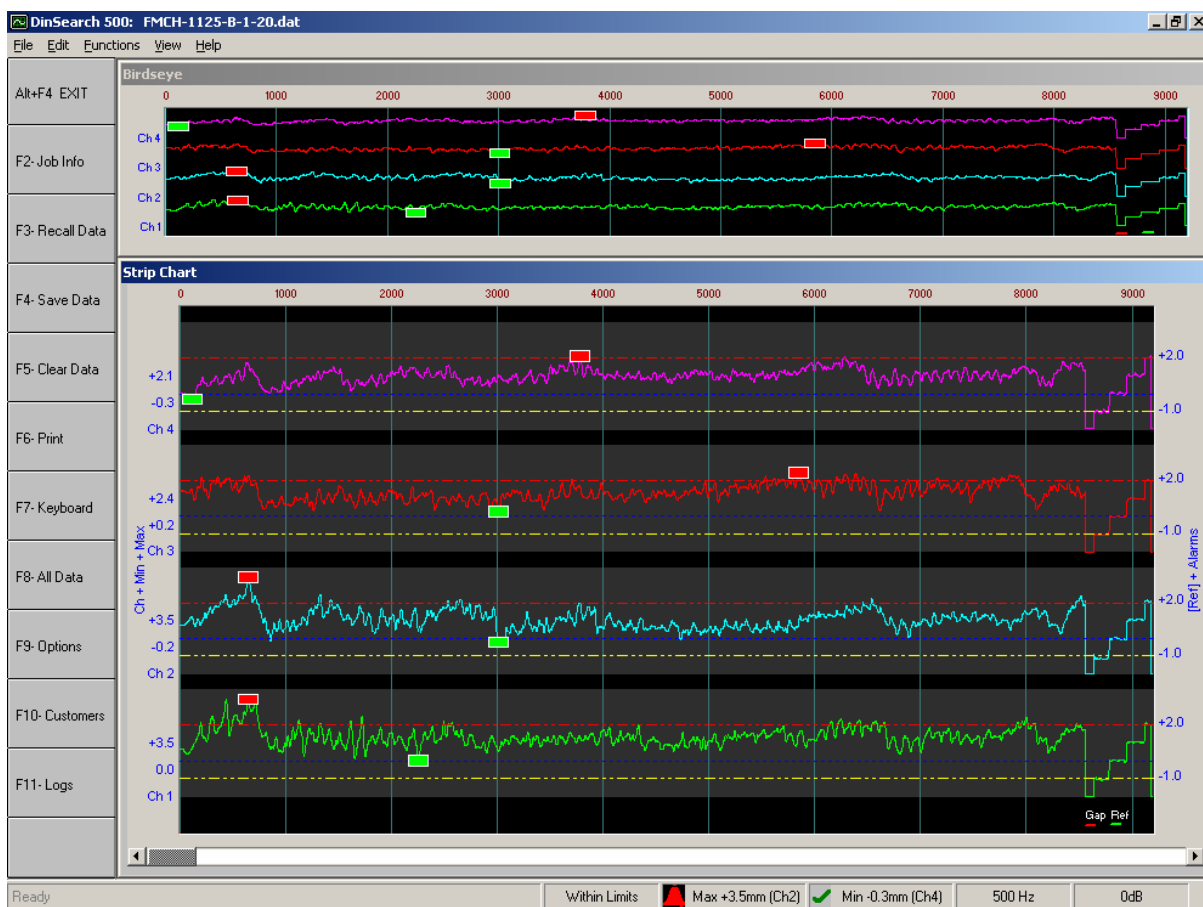 DinSearch 500: FMCH-1125-B-1-20.dat
File Edit Functions View Help
Alt+F4 EXIT
F2- Job Info
F3- Recall Data
F4- Save Data
F5- Clear Data
F6- Print
F7- Keyboard
F8- All Data
F9- Options
F10- Customers
F11- Logs
Birdseye
0 1000 2000 3000 4000 5000 6000 7000 8000 9000
Ch 4
Ch 3
Ch 2
Ch 1
Strip Chart
0 1000 2000 3000 4000 5000 6000 7000 8000 9000
Ch + Min + Max
+2.1
-0.3
Ch 4
+2.0
-1.0
+2.4
+0.2
Ch 3
+2.0
-1.0
+3.5
-0.2
Ch 2
+2.0
-1.0
+3.5
0.0
Ch 1
+2.0
-1.0
[Ref] + Alarms
Gap Ref
Ready
Within Limits
Max +3.5mm (Ch2)
Min -0.3mm (Ch4)
500 Hz
0dB